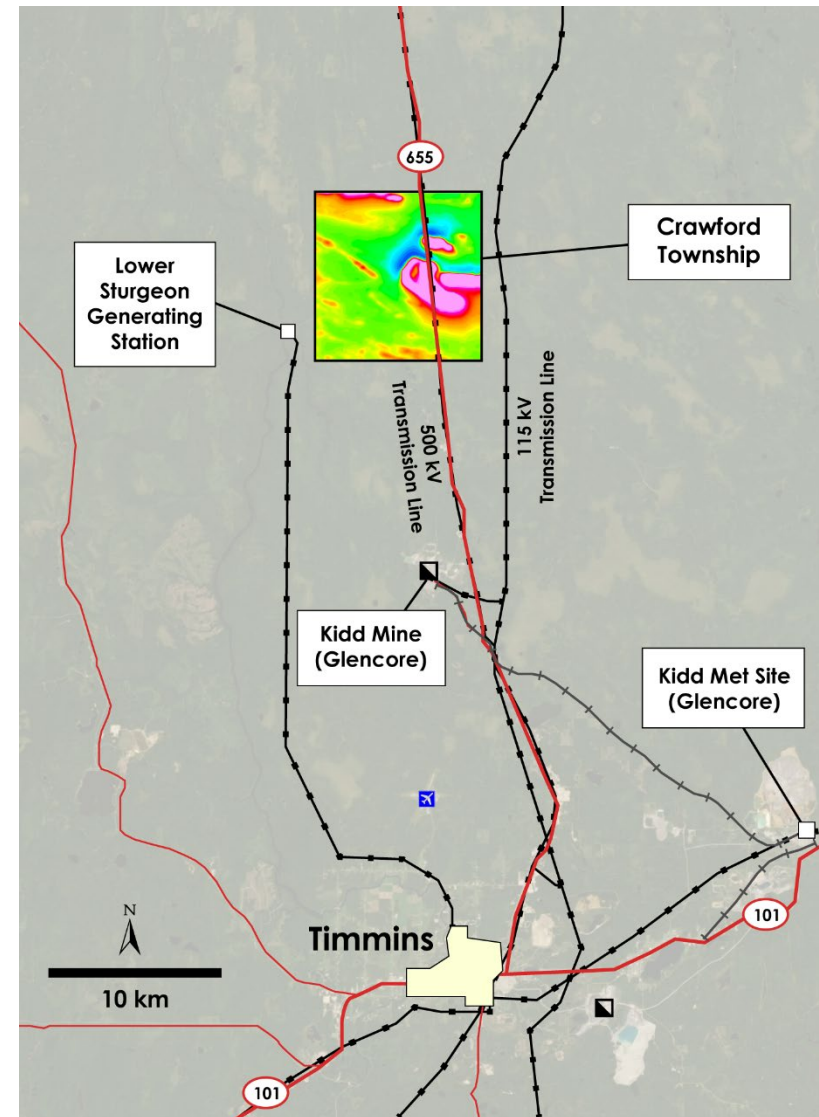 655
Crawford
Township
Lower
Sturgeon
Generating
Station
500 kV
Transmission Line
115 kV
Transmission Line
Kidd Mine
(Glencore)
Kidd Met Site
(Glencore)
N
10 km
Timmins
101
101